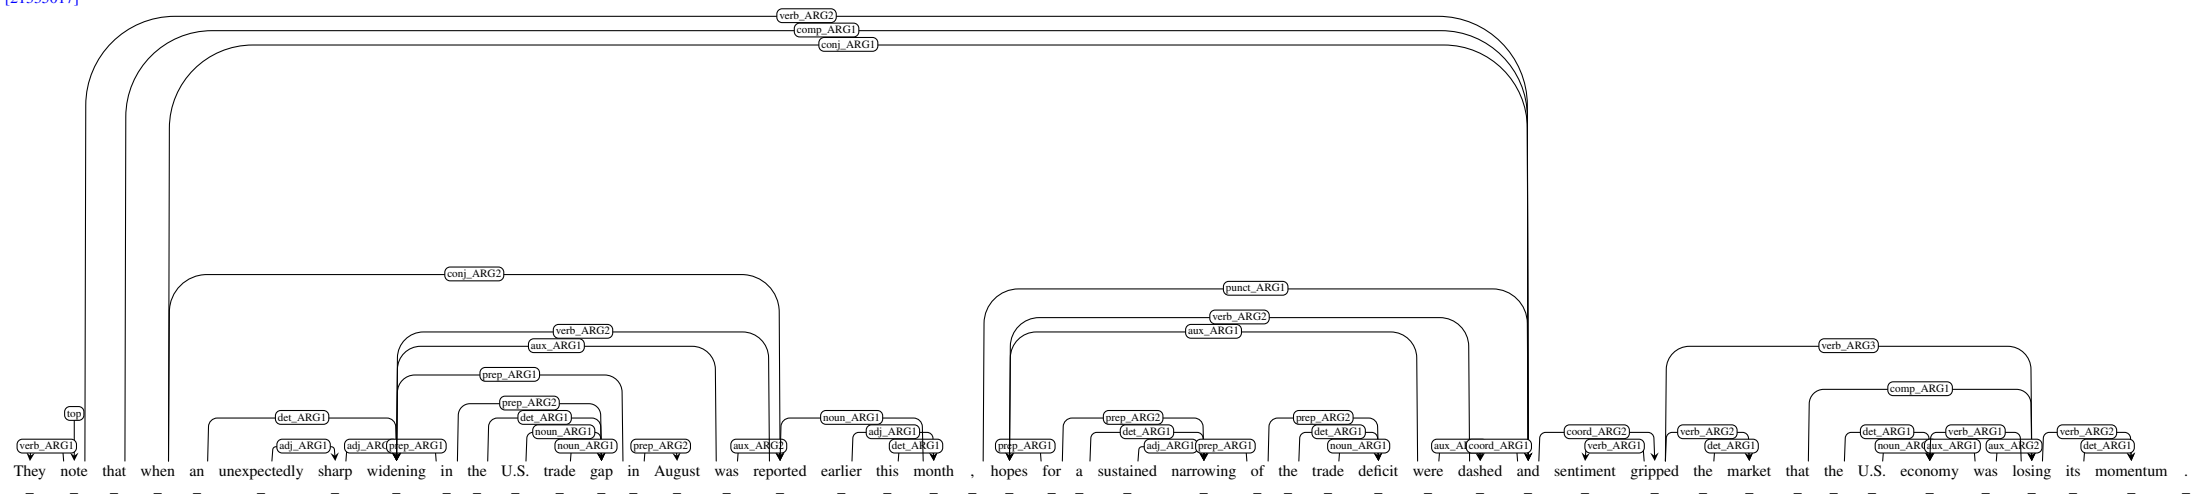 verb_ARG2
comp_ARG1
conj_ARG1
conj_ARG2
punct_ARG1
verb_ARG2
verb_ARG2 aux_ARG1
aux_ARG1 verb_ARG3
prep_ARG1
comp_ARG1
prep_ARG2
top
det_ARG1 det_ARG1 noun_ARG1 prep_ARG2 prep_ARG2
noun_ARG1 adj_ARG1 det_ARG1 det_ARG1 coord_ARG2 verb_ARG2 det_ARG1 verb_ARG1 verb_ARG2
verb_ARG1 adj_ARG1 prep_ARG1 noun_ARG1 prep_ARG2 aux_ARG2 det_ARG1 prep_ARG1 adj_ARG1 prep_ARG1 noun_ARG1 coord_ARG1 verb_ARG1 det_ARG1 aux_ARG1 aux_ARG2 det_ARG1
They note that when an unexpectedly sharp widening in the U.S. trade gap in August was reported earlier this month , hopes for a sustained narrowing of the trade deficit were dashed and sentiment gripped the market that the U.S. economy was losing its momentum .